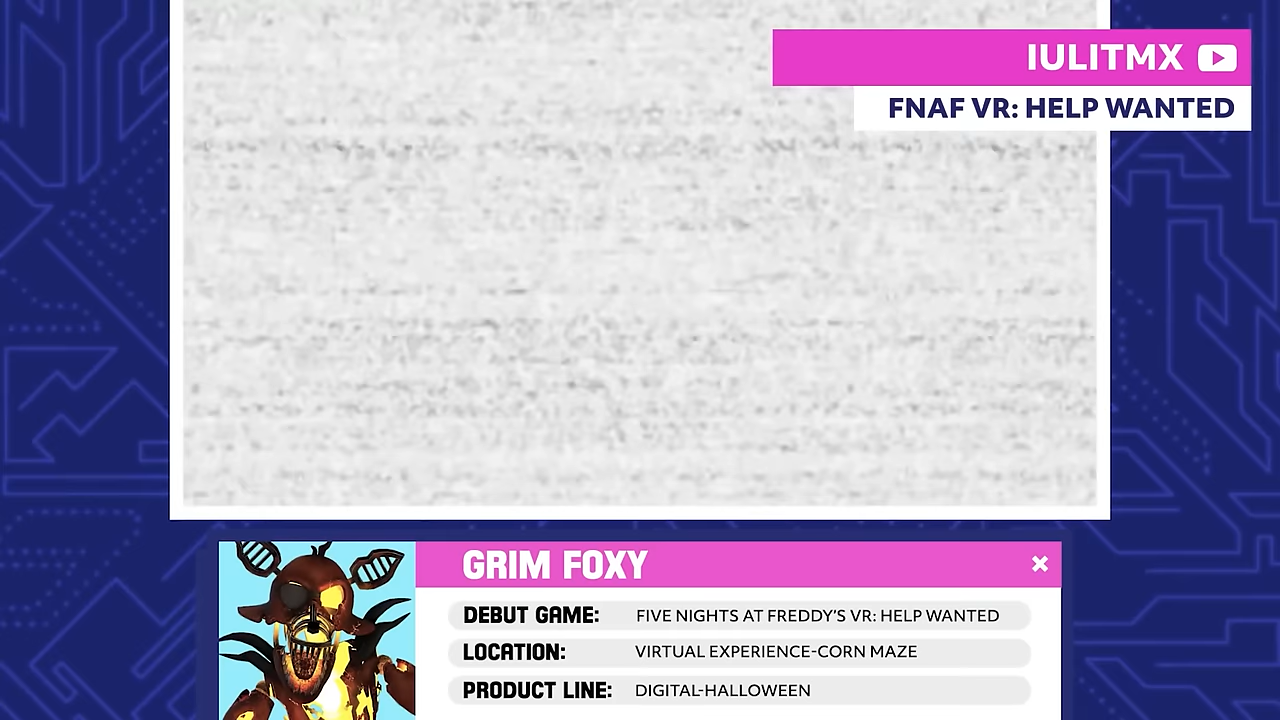 IULITMX
FNAF VR: HELP WANTED
GRIM FOXY
DEBUT GAME: FIVE NIGHTS AT FREDDY'S VR: HELP WANTED
LOCATION: VIRTUAL EXPERIENCE-CORN MAZE
PRODUCT LINE: DIGITAL-HALLOWEEN